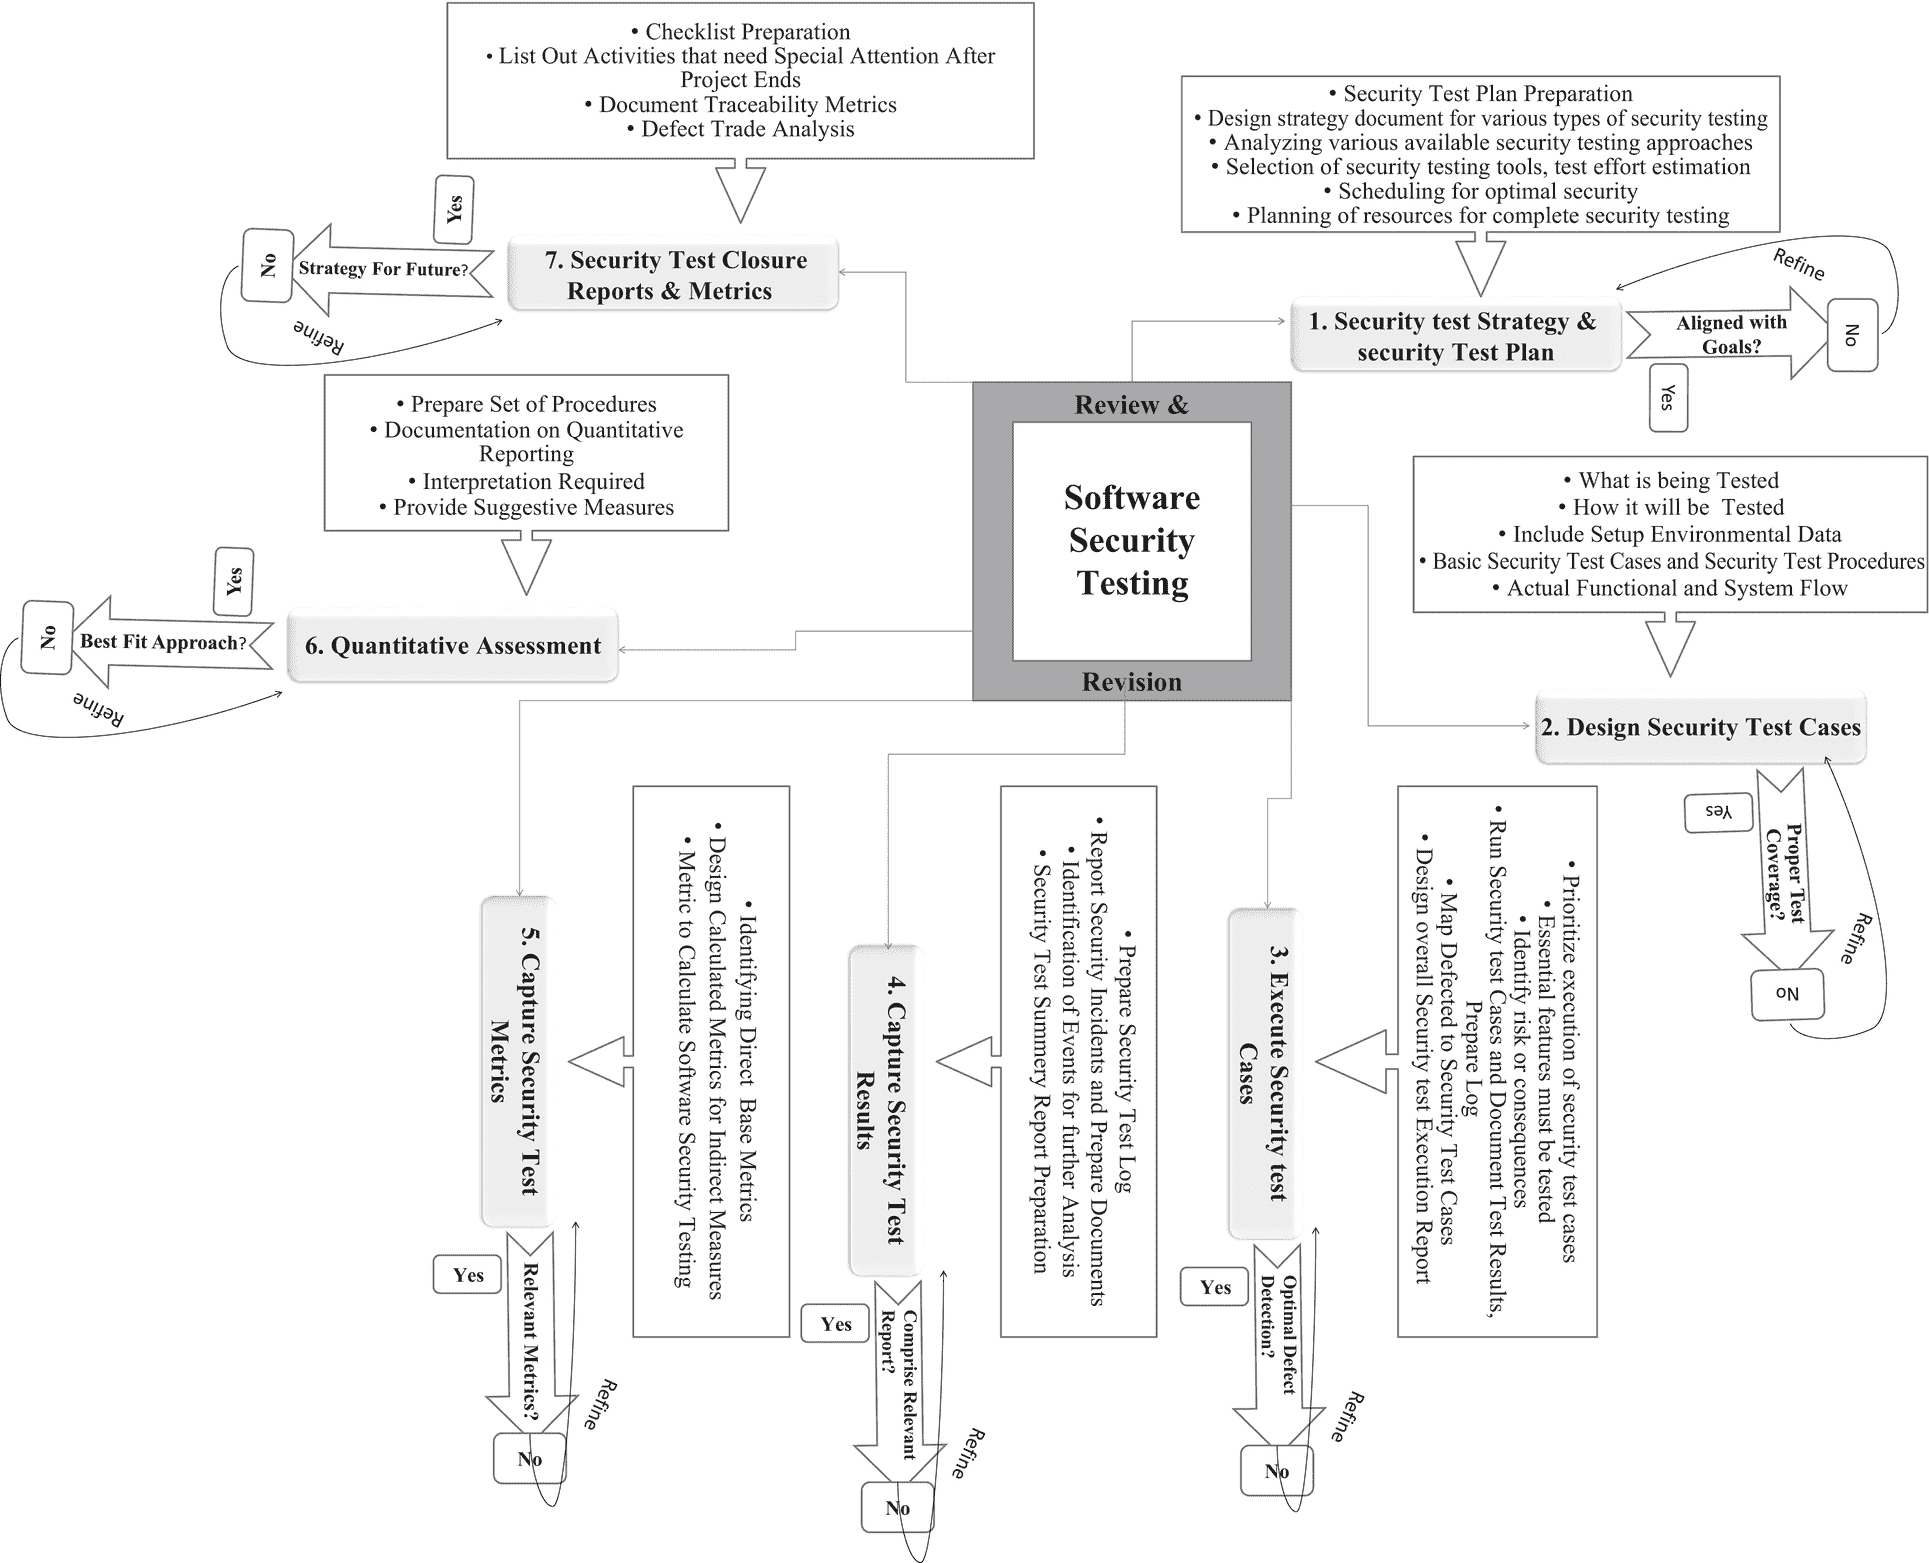 • Checklist Preparation
• List Out Activities that need Special Attention After
Project Ends
• Document Traceability Metrics
• Defect Trade Analysis
Yes
No
Strategy For Future?
Refine
7. Security Test Closure
Reports & Metrics
• Security Test Plan Preparation
• Design strategy document for various types of security testing
• Analyzing various available security testing approaches
• Selection of security testing tools, test effort estimation
• Scheduling for optimal security
• Planning of resources for complete security testing
1. Security test Strategy &
security Test Plan
Aligned with
Goals?
Refine
No
Yes
Review &
Software
Security
Testing
Revision
• Prepare Set of Procedures
• Documentation on Quantitative
Reporting
• Interpretation Required
• Provide Suggestive Measures
Yes
No
Best Fit Approach?
Refine
6. Quantitative Assessment
• What is being Tested
• How it will be Tested
• Include Setup Environmental Data
• Basic Security Test Cases and Security Test Procedures
• Actual Functional and System Flow
2. Design Security Test Cases
Yes
Proper Test
Coverage?
No
Refine
• Prioritize execution of security test cases
• Essential features must be tested
• Identify risk or consequences
• Run Security test Cases and Document Test Results,
Prepare Log
• Map Defected to Security Test Cases
• Design overall Security test Execution Report
3. Execute Security test
Cases
Yes
Optimal Defect
Detection?
No
Refine
• Prepare Security Test Log
• Report Security Incidents and Prepare Documents
• Identification of Events for further Analysis
• Security Test Summery Report Preparation
4. Capture Security Test
Results
Yes
Comprise Relevant
Report?
No
Refine
• Identifying Direct Base Metrics
• Design Calculated Metrics for Indirect Measures
• Metric to Calculate Software Security Testing
5. Capture Security Test
Metrics
Yes
Relevant Metrics?
No
Refine